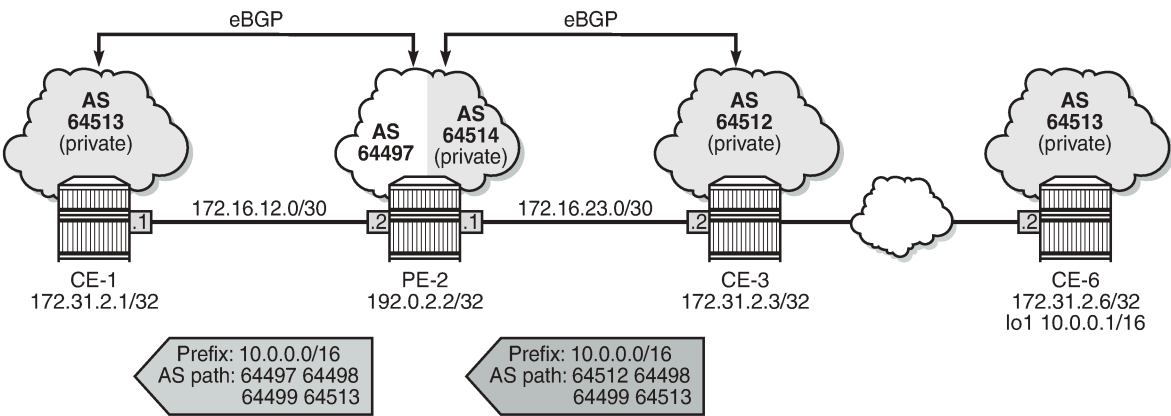 eBGP
eBGP
AS
64513
(private)
AS
64497
AS
64514
(private)
AS
64512
(private)
AS
64513
(private)
172.16.12.0/30
172.16.23.0/30
.1
.2
.1
.2
.2
CE-1
172.31.2.1/32
PE-2
192.0.2.2/32
CE-3
172.31.2.3/32
CE-6
172.31.2.6/32
lo1 10.0.0.1/16
Prefix: 10.0.0.0/16
AS path: 64497 64498
64499 64513
Prefix: 10.0.0.0/16
AS path: 64512 64498
64499 64513